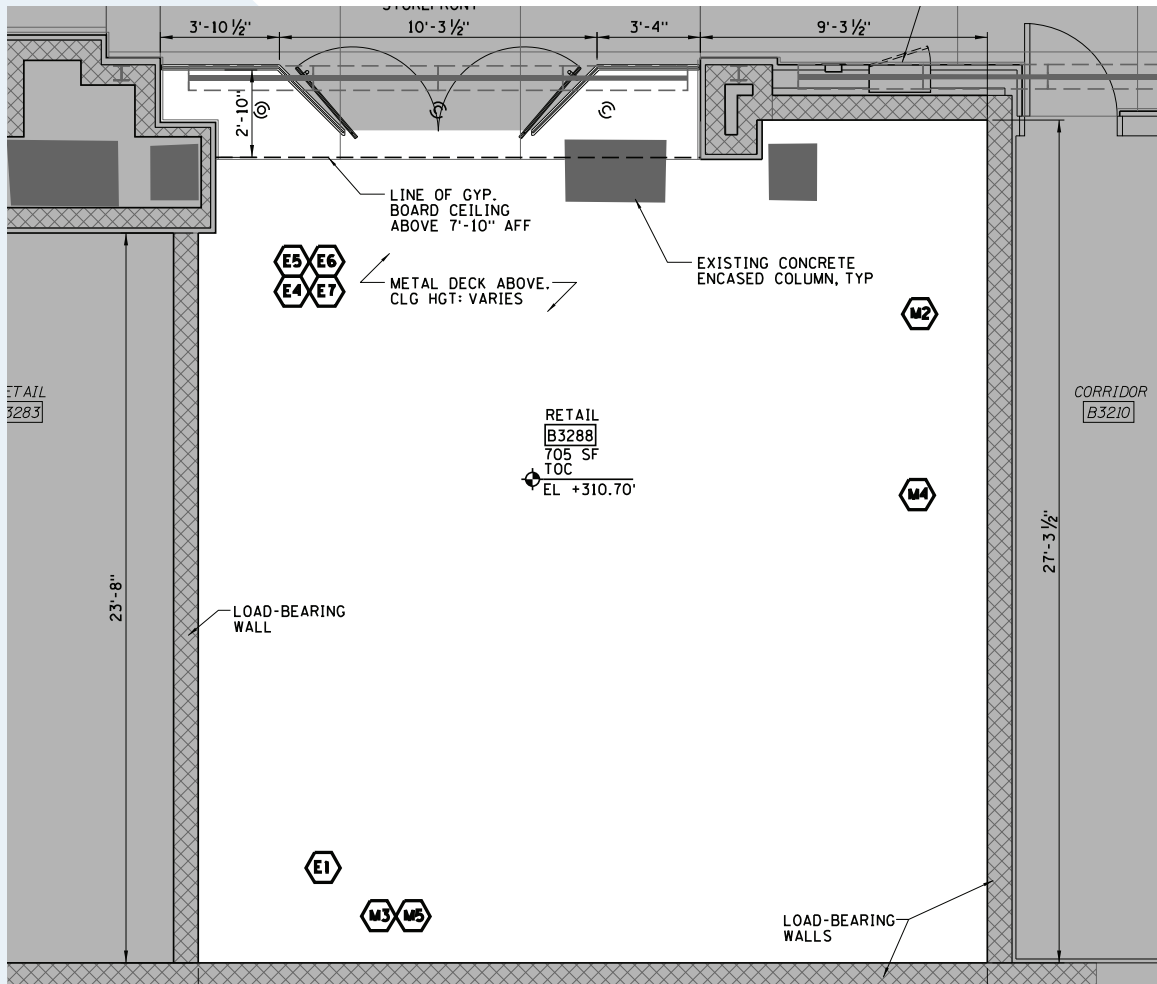 STOREFRONT
3'-10 ½"
10'-3 ½"
3'-4"
9'-3 ½"
2'-10"
LINE OF GYP.
BOARD CEILING
ABOVE 7'-10" AFF
E5 E6
E4 E7
METAL DECK ABOVE.
CLG HGT: VARIES
EXISTING CONCRETE
ENCASED COLUMN, TYP
M2
ETAIL
3283
CORRIDOR
B3210
RETAIL
B3288
705 SF
TOC
EL +310.70'
M4
27'-3 ½"
23'-8"
LOAD-BEARING
WALL
E1
M3 M5
LOAD-BEARING
WALLS